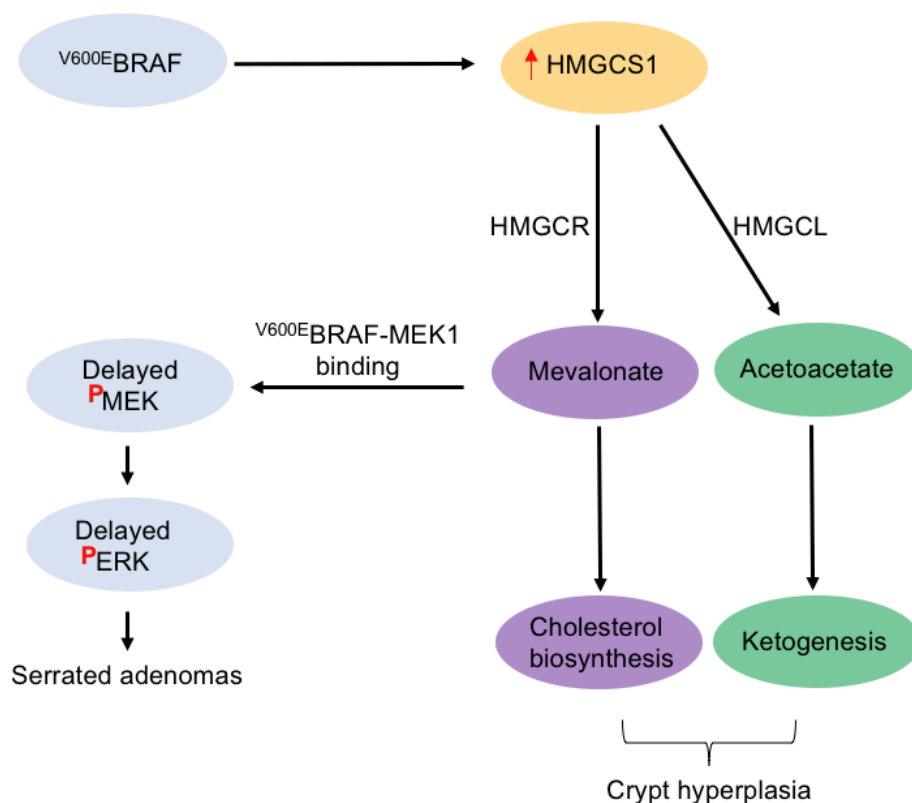 V600EBRAF
HMGCS1
HMGCR
HMGCL
V600EBRAF-MEK1
binding
Mevalonate
Acetoacetate
Delayed
PMEK
Delayed
PERK
Cholesterol
biosynthesis
Ketogenesis
Serrated adenomas
Crypt hyperplasia